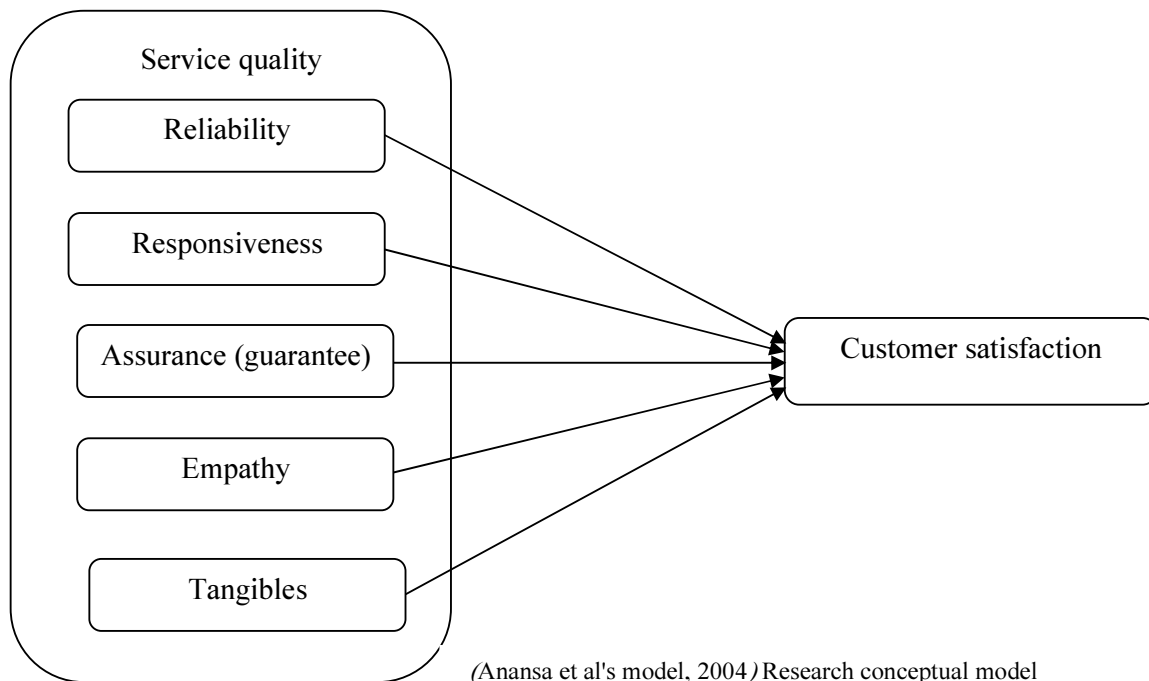 Service quality
Reliability
Responsiveness
Assurance (guarantee)
Empathy
Tangibles
Customer satisfaction
(Anansa et al's model, 2004) Research conceptual model